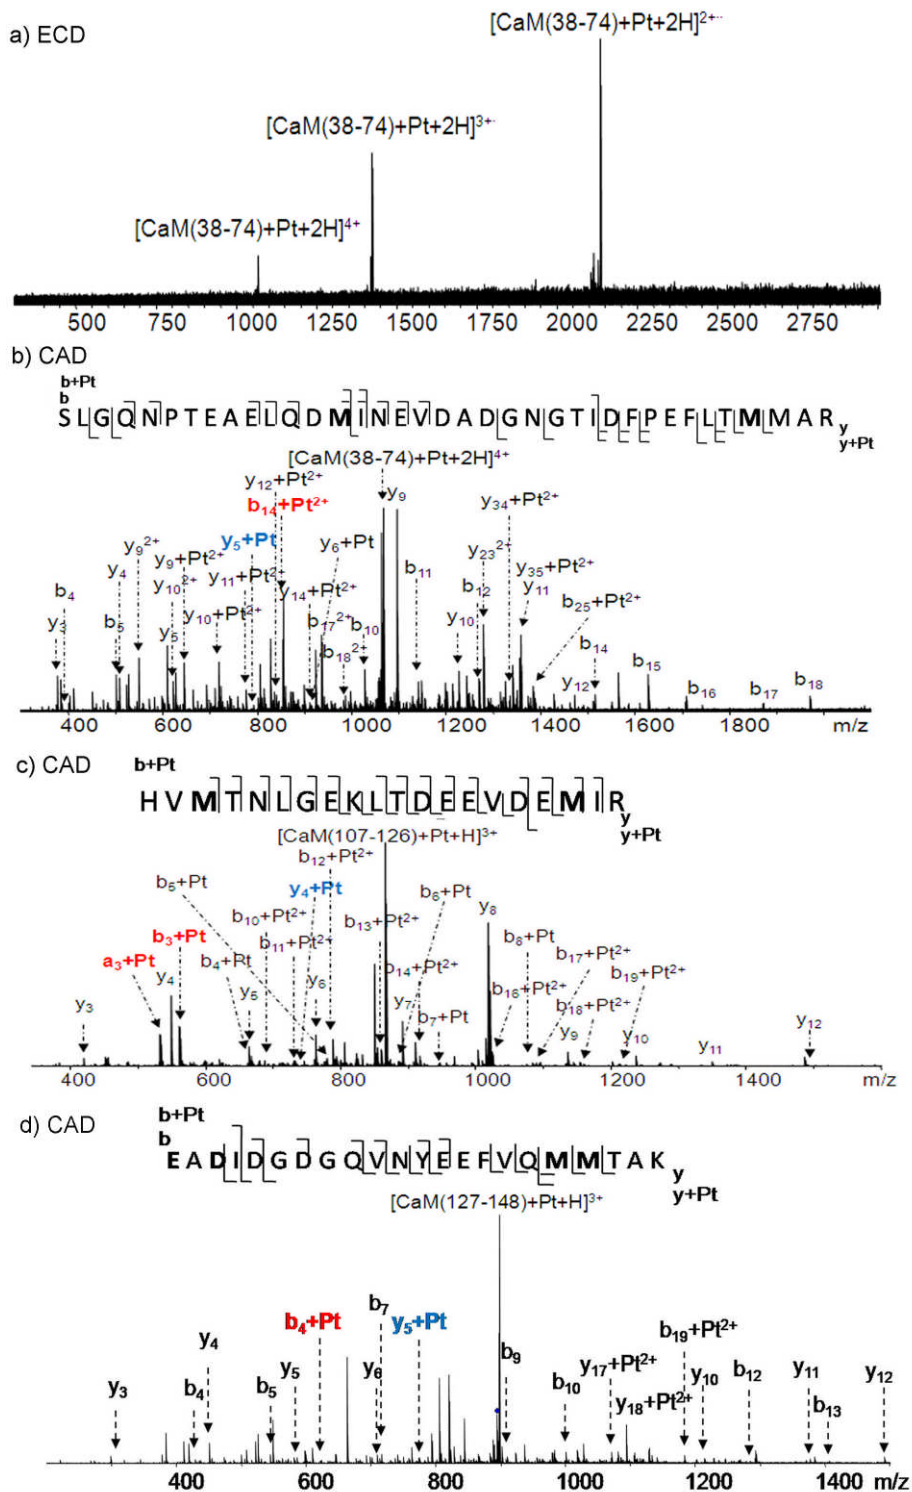 a) ECD
[CaM(38-74)+Pt+2H]2+··
[CaM(38-74)+Pt+2H]3+·
[CaM(38-74)+Pt+2H]4+
500 750 1000 1250 1500 1750 2000 2250 2500 2750
b) CAD
b+Pt
b
SLGQNPTEAELQDMINEVDADGNGTIDFPEFLTMMAR
y
y+Pt
[CaM(38-74)+Pt+2H]4+
y12+Pt2+
y9
b14+Pt2+
y34+Pt2+
y5+Pt
y6+Pt
y9 2+
y9+Pt2+
y23 2+
y4
y10 2+
y11+Pt2+
b11
y35+Pt2+
b4
b12
y11
y14+Pt2+
b25+Pt2+
y3
b5
y5
y10+Pt2+
b17 2+
b10
y10
b14
b18 2+
y12
b15
b16
b17
b18
400 600 800 1000 1200 1400 1600 1800 m/z
c) CAD
b+Pt
HVMTNLGEKLTDEEVDEMIR
y
y+Pt
[CaM(107-126)+Pt+H]3+
b12+Pt2+
b5+Pt
y4+Pt
b6+Pt
y8
b10+Pt2+
b3+Pt
b13+Pt2+
b11+Pt2+
b8+Pt
b17+Pt2+
a3+Pt
b4+Pt
b14+Pt2+
b19+Pt2+
y4
y5
y6
b16+Pt2+
y3
y7
b18+Pt2+
b7+Pt
y9
y10
y11
y12
400 600 800 1000 1200 1400 m/z
d) CAD
b+Pt
b
EADIDGDGQVNYEEFVQMMTAK
y
y+Pt
[CaM(127-148)+Pt+H]3+
b4+Pt
b7
y5+Pt
b19+Pt2+
y4
b9
y17+Pt2+
y3
b4
b5
y5
y6
b10
y18+Pt2+
y10
b12
y11
b13
y12
400 600 800 1000 1200 1400 m/z